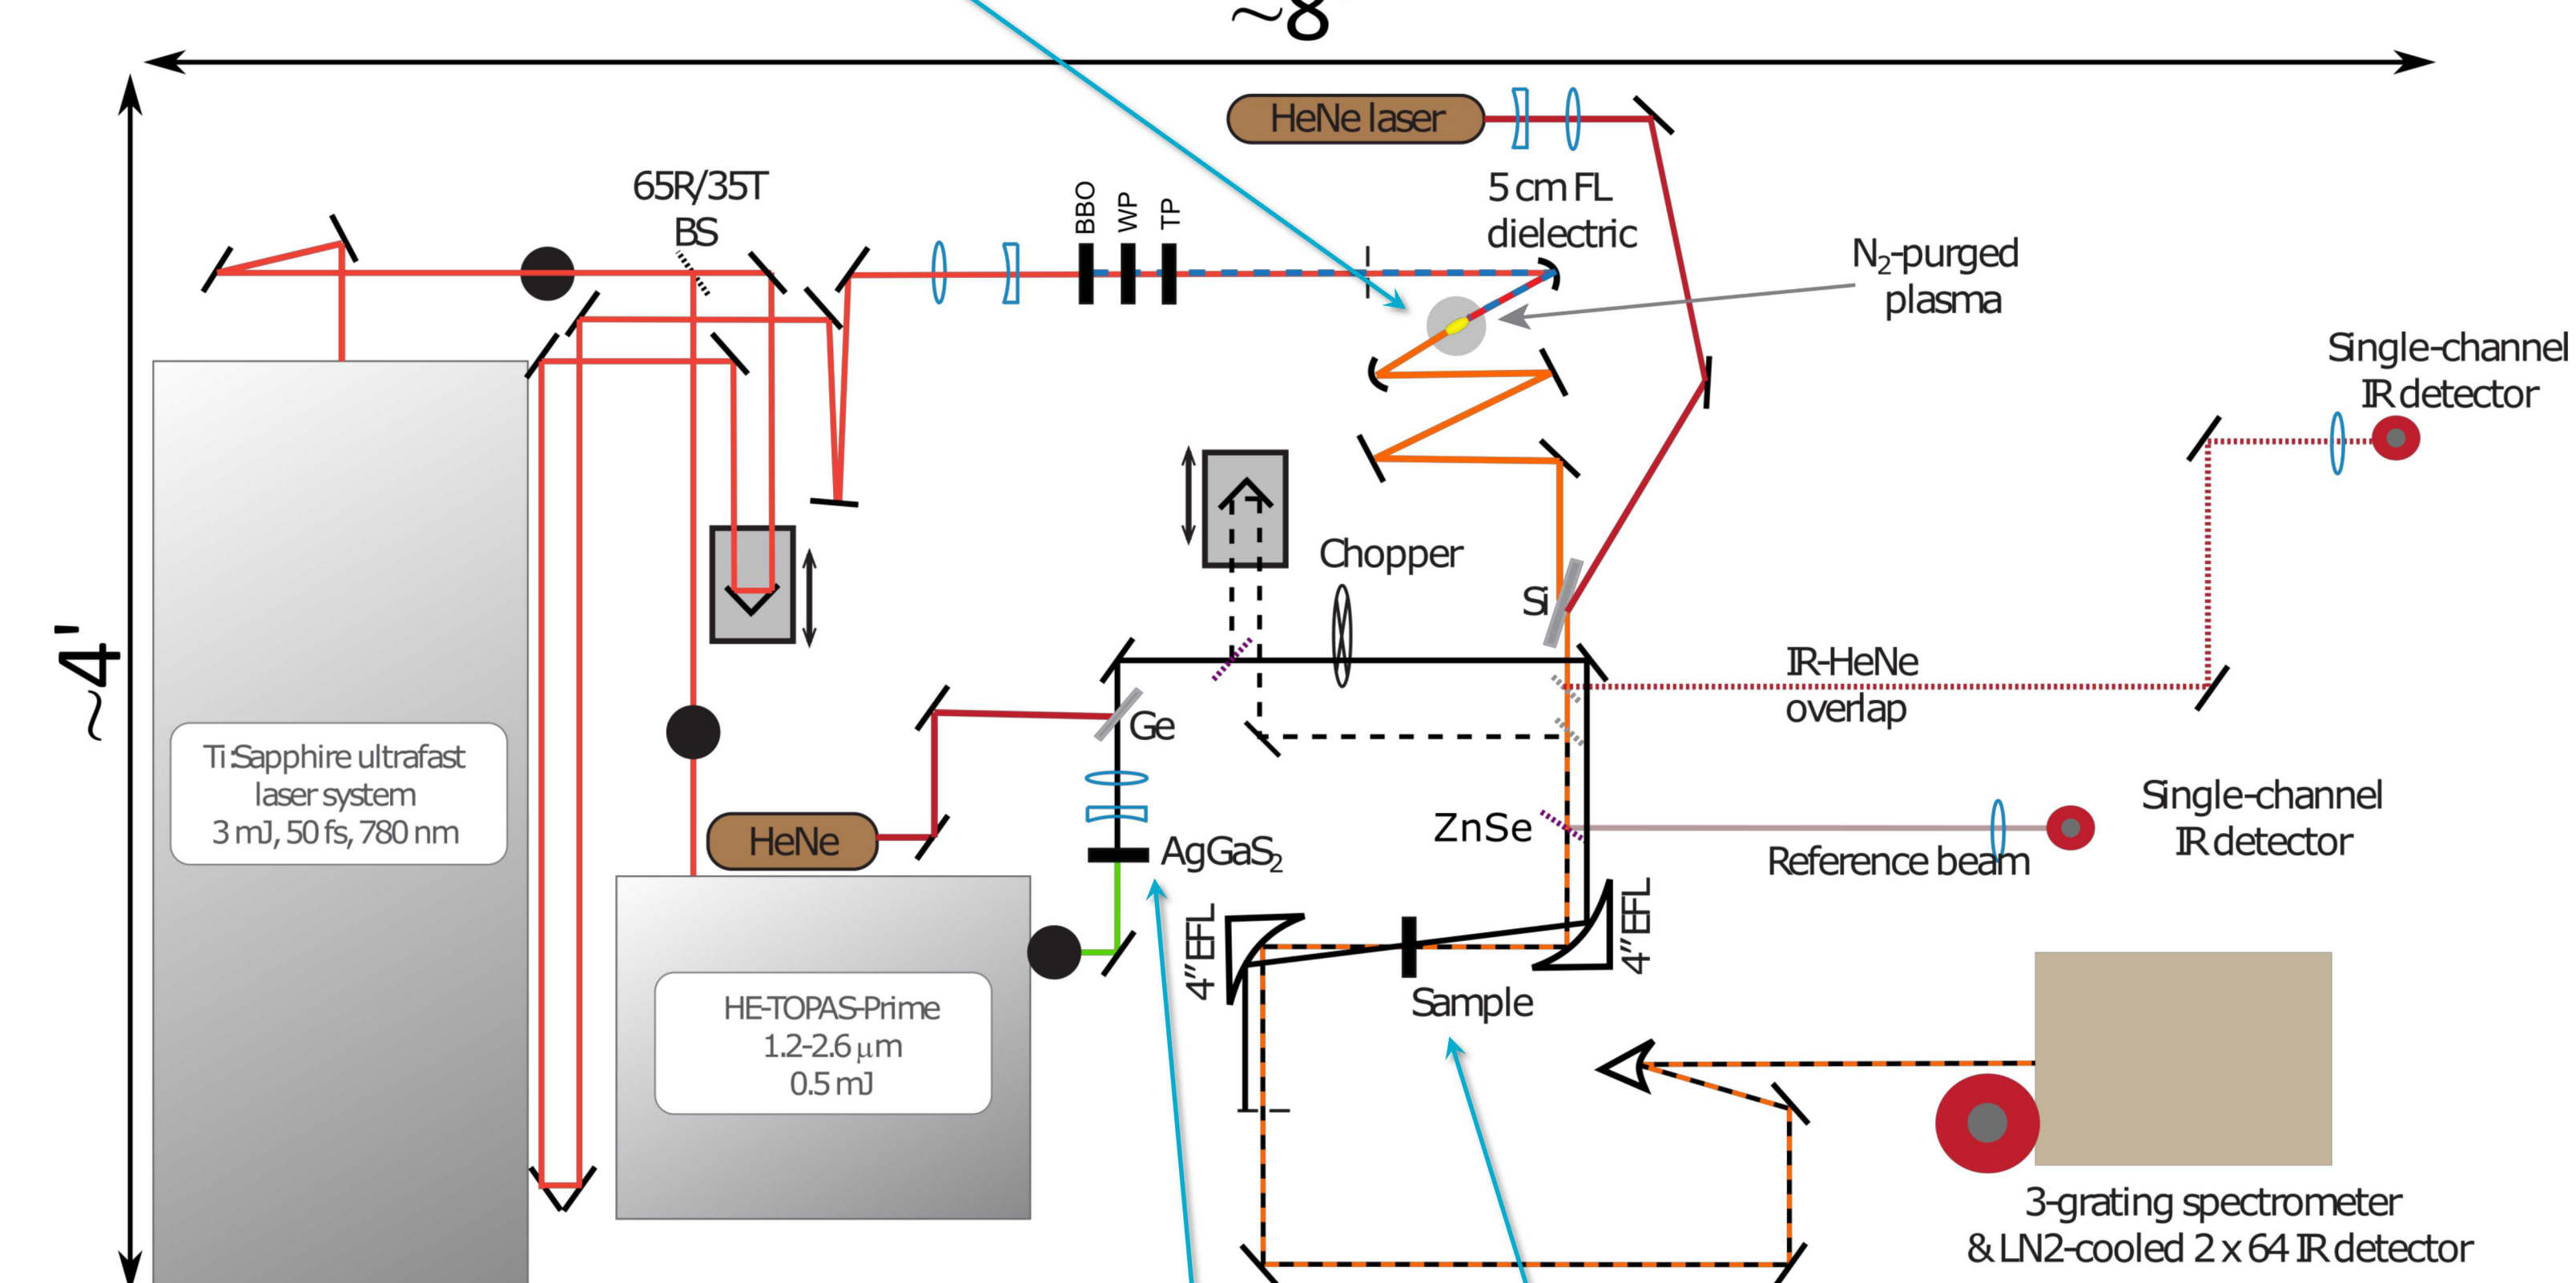 ~8
HeNe laser
65R/35T
BS
BBO
WP
TP
5 cm FL
dielectric
N₂-purged
plasma
Single-channel
IR detector
Chopper
Si
~4'
IR-HeNe
overlap
Ge
Ti:Sapphire ultrafast
laser system
3 mJ, 50 fs, 780 nm
HeNe
AgGaS₂
ZnSe
Single-channel
IR detector
Reference beam
4"EFL
4"EFL
Sample
HE-TOPAS-Prime
1.2-2.6 μm
0.5 mJ
3-grating spectrometer
& LN2-cooled 2 x 64 IR detector